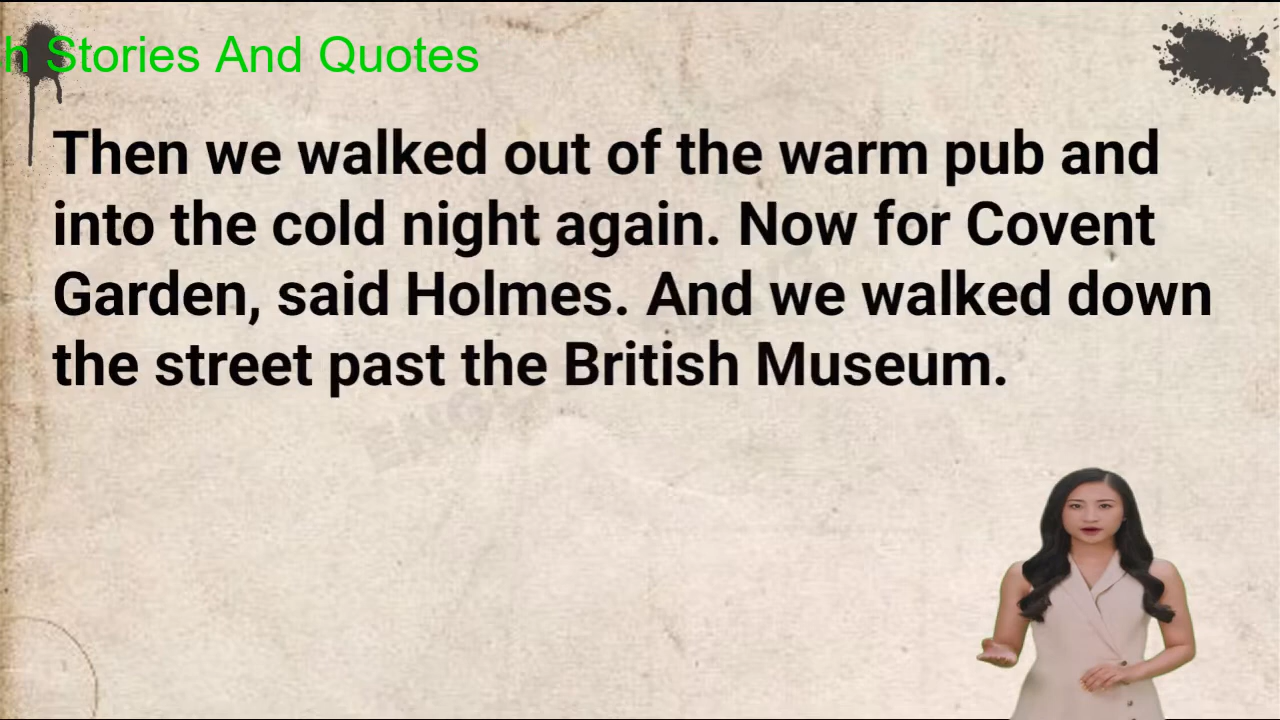 h Stories And Quotes
Then we walked out of the warm pub and
into the cold night again. Now for Covent
Garden, said Holmes. And we walked down
the street past the British Museum.